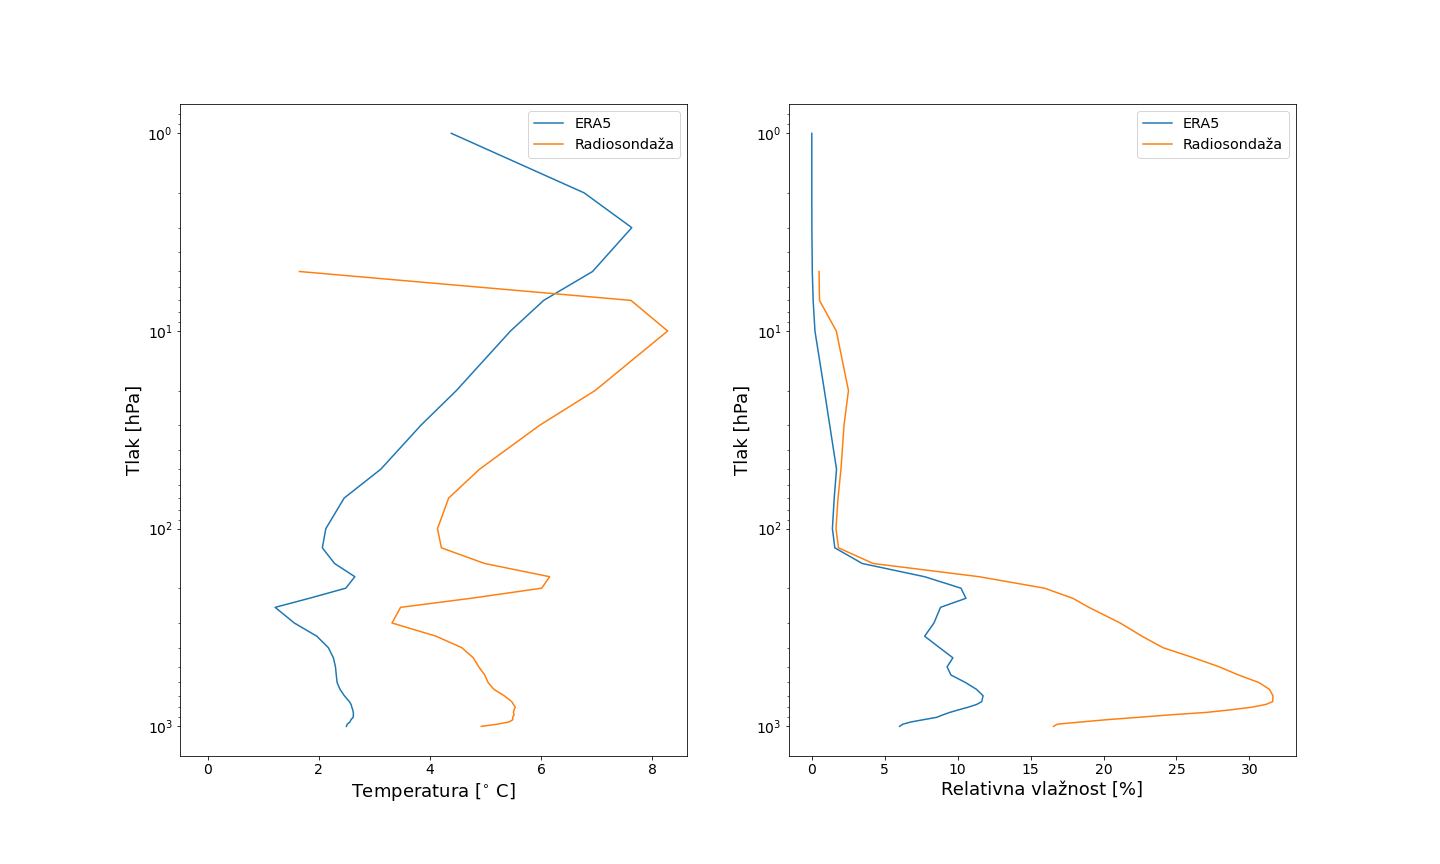 ERA5
Radiosondaža
10⁰
10¹
10²
10³
Tlak [hPa]
0 2 4 6 8
Temperatura [° C]
ERA5
Radiosondaža
10⁰
10¹
10²
10³
Tlak [hPa]
0 5 10 15 20 25 30
Relativna vlažnost [%]